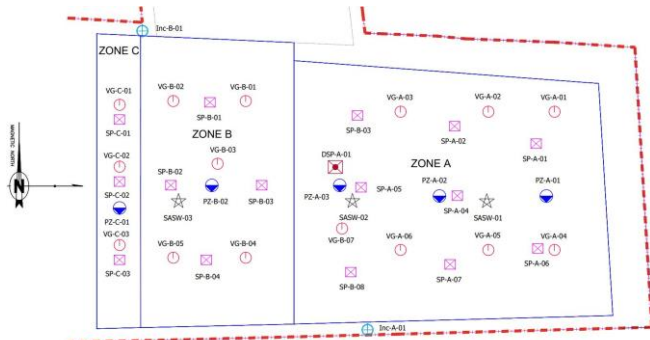 Inc-B-01
ZONE C
VG-C-01
VG-B-02
VG-B-01
VG-A-03
VG-A-02
VG-A-01
SP-C-01
SP-B-01
SP-B-03
SP-A-02
SP-A-01
ZONE B
VG-B-03
DSP-A-01
ZONE A
VG-C-02
SP-B-02
SP-C-02
PZ-B-02
SP-B-03
PZ-A-03
SP-A-05
PZ-A-02
SP-A-04
PZ-A-01
N
PZ-C-01
SASW-03
SASW-02
SASW-01
VG-C-03
VG-B-05
VG-B-04
VG-B-07
VG-A-06
VG-A-05
VG-A-04
SP-C-03
SP-B-04
SP-B-08
SP-A-07
SP-A-06
Inc-A-01